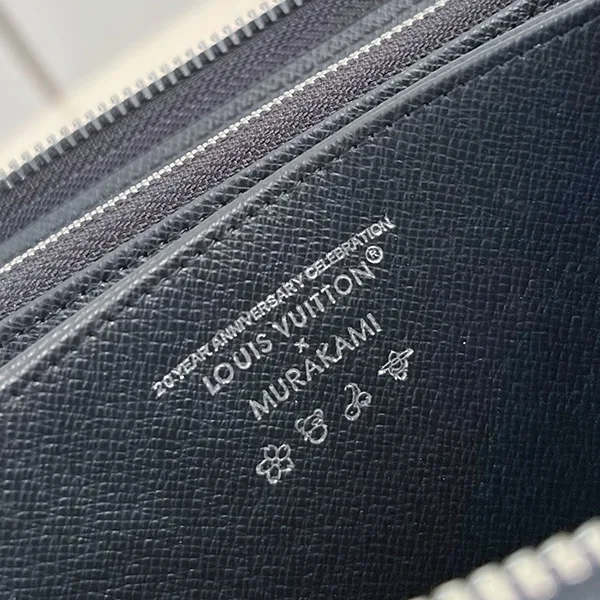 20 YEAR ANNIVERSARY CELEBRATION
LOUIS VUITTON®
×
MURAKAMI